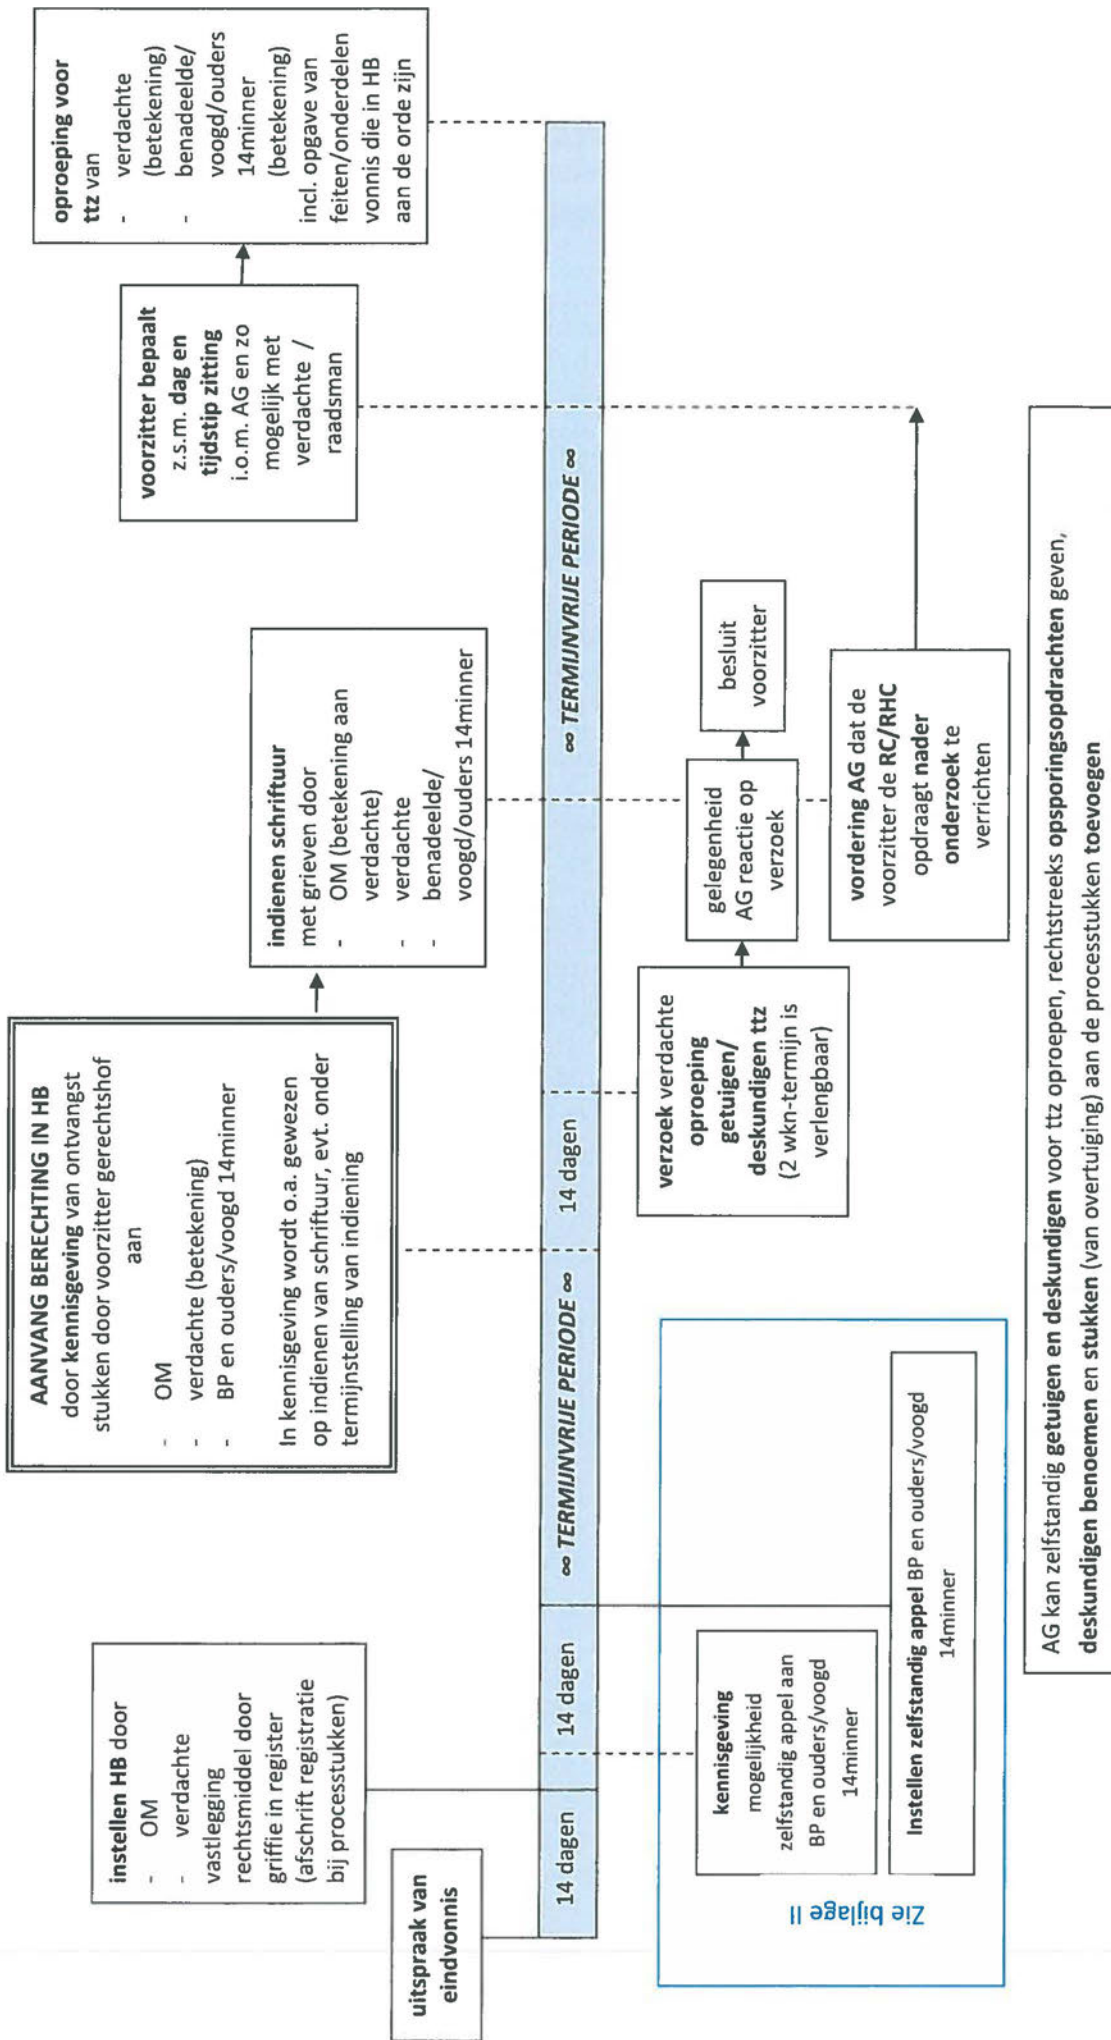 uitspraak van
eindvonnis
instellen HB door
- OM
- verdachte
vastlegging
rechtsmiddel door
griffie in register
(afschrift registratie
bij processtukken)
AANVANG BERECHTING IN HB
door kennisgeving van ontvangst
stukken door voorzitter gerechtshof
aan
- OM
- verdachte (betekening)
- BP en ouders/voogd 14minner
In kennisgeving wordt o.a. gewezen
op indienen van schriftuur, evt. onder
termijnstelling van indiening
indienen schriftuur
met grieven door
- OM (betekening aan
verdachte)
- verdachte
- benadeelde/
voogd/ouders 14minner
voorzitter bepaalt
z.s.m. dag en
tijdstip zitting
i.o.m. AG en zo
mogelijk met
verdachte /
raadsman
oproeping voor
ttz van
- verdachte
(betekening)
- benadeelde/
voogd/ouders
14minner
(betekening)
incl. opgave van
feiten/onderdelen
vonnis die in HB
aan de orde zijn
14 dagen
14 dagen
∞ TERMIJNVRIJE PERIODE ∞
14 dagen
∞ TERMIJNVRIJE PERIODE ∞
Zie bijlage II
kennisgeving
mogelijkheid
zelfstandig appel aan
BP en ouders/voogd
14minner
Instellen zelfstandig appel BP en ouders/voogd
14minner
verzoek verdachte
oproeping
getuigen/
deskundigen ttz
(2 wkn-termijn is
verlengbaar)
gelegenheid
AG reactie op
verzoek
besluit
voorzitter
vordering AG dat de
voorzitter de RC/RHC
opdraagt nader
onderzoek te
verrichten
AG kan zelfstandig getuigen en deskundigen voor ttz oproepen, rechtstreeks opsporingsopdrachten geven,
deskundigen benoemen en stukken (van overtuiging) aan de processtukken toevoegen